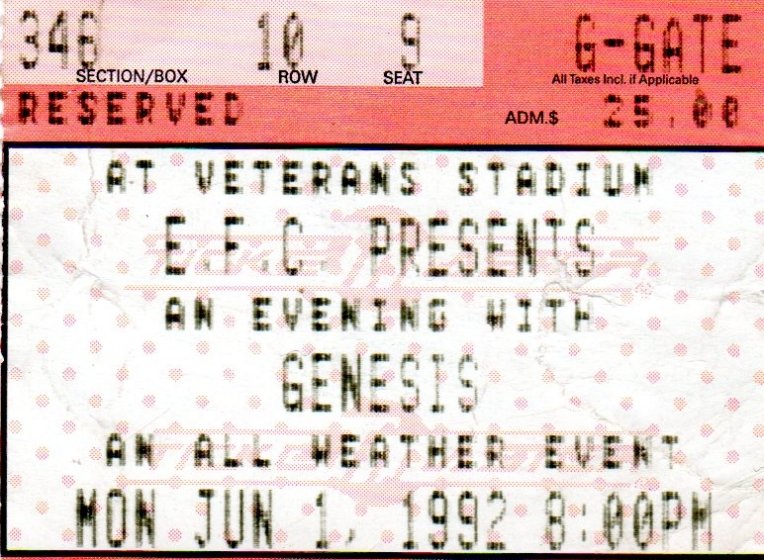 346 10 9 G-GATE
SECTION/BOX ROW SEAT All Taxes Incl. if Applicable
RESERVED ADM.$ 25.00
AT VETERANS STADIUM
E.F.C. PRESENTS
AN EVENING WITH
GENESIS
AN ALL WEATHER EVENT
MON JUN 1, 1992 8:00PM